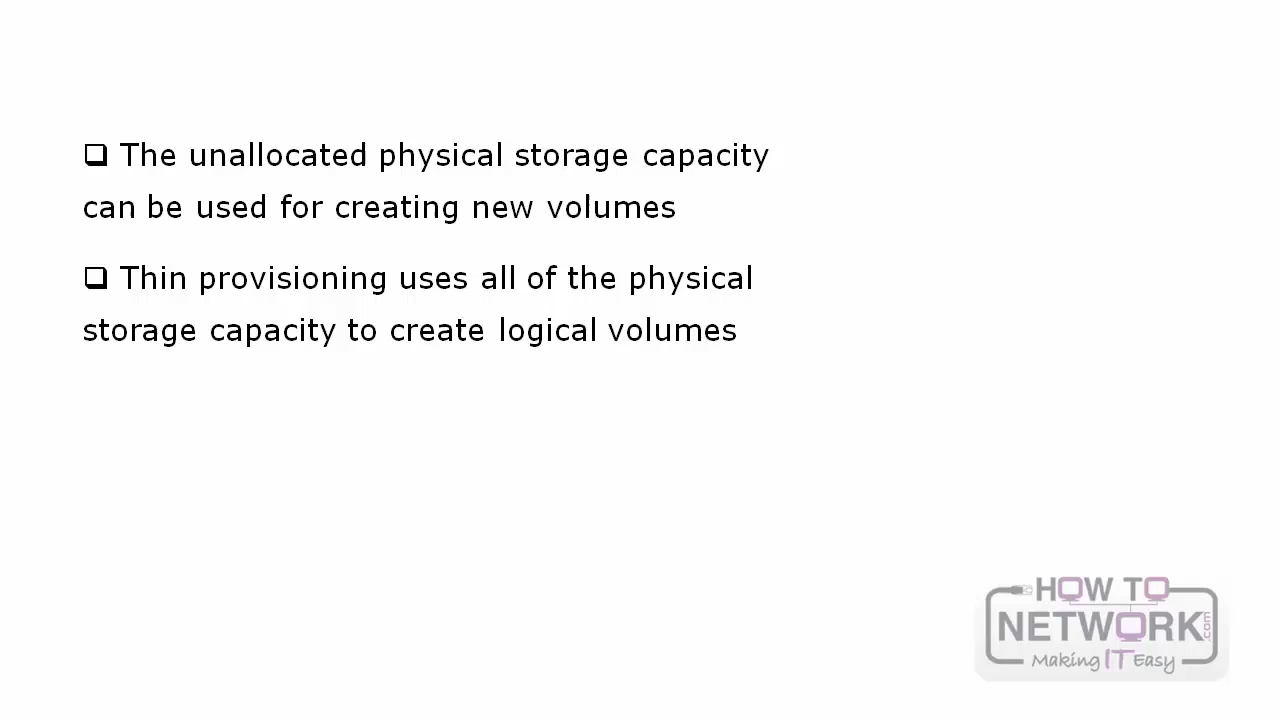 ❑ The unallocated physical storage capacity
can be used for creating new volumes
❑ Thin provisioning uses all of the physical
storage capacity to create logical volumes
HOW TO
NETWORK.com
Making IT Easy